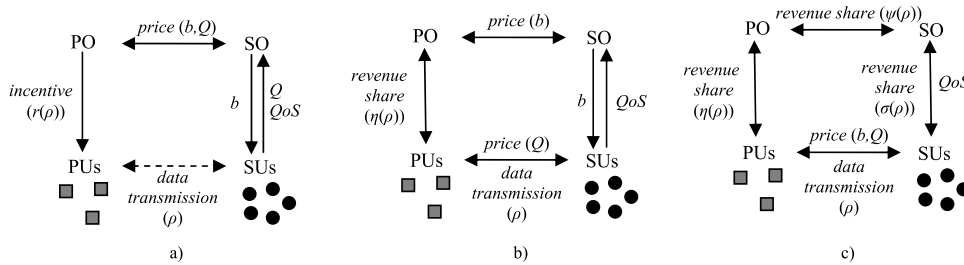 a)
PO
price (b,Q)
SO
incentive
(r(ρ))
b
Q
QoS
PUs
SUs
data
transmission
(ρ)
b)
PO
price (b)
SO
revenue
share
(η(ρ))
b
QoS
PUs
price (Q)
SUs
data
transmission
(ρ)
c)
PO
revenue share (ψ(ρ))
SO
revenue
share
(η(ρ))
revenue
share
(σ(ρ))
QoS
PUs
price (b,Q)
SUs
data
transmission
(ρ)